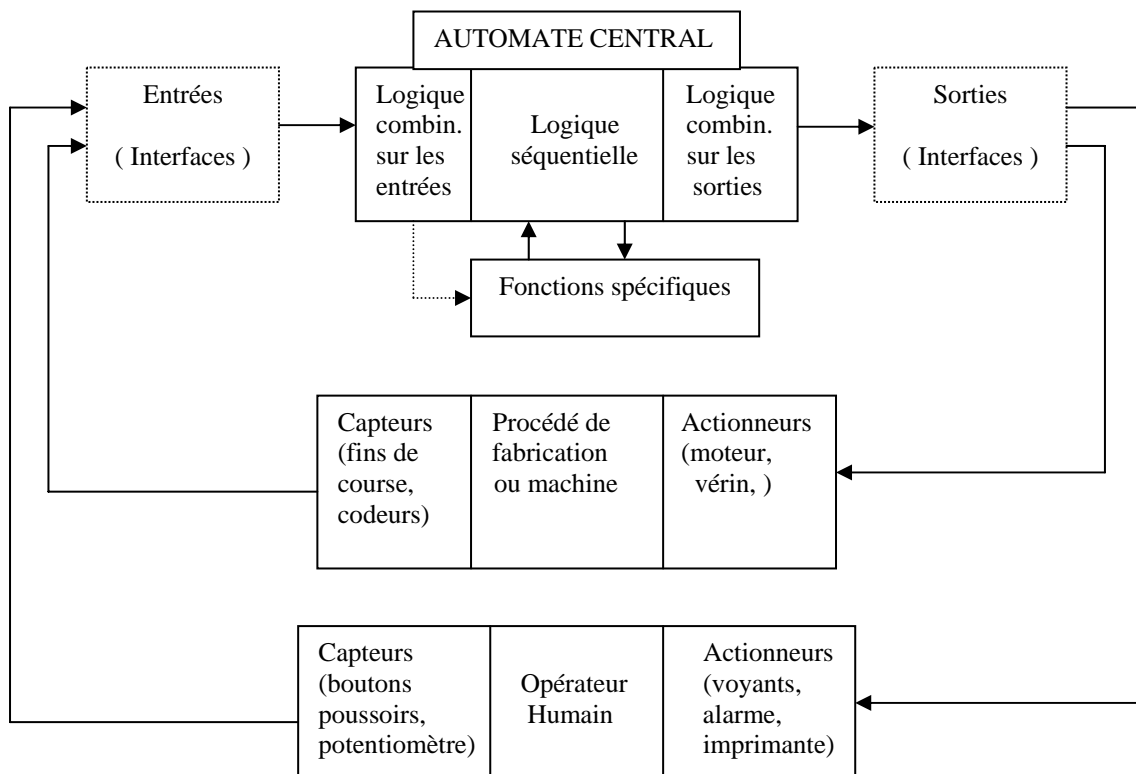 AUTOMATE CENTRAL
Entrées
( Interfaces )
Logique
combin.
sur les
entrées
Logique
séquentielle
Logique
combin.
sur les
sorties
Sorties
( Interfaces )
Fonctions spécifiques
Capteurs
(fins de
course,
codeurs)
Procédé de
fabrication
ou machine
Actionneurs
(moteur,
vérin, )
Capteurs
(boutons
poussoirs,
potentiomètre)
Opérateur
Humain
Actionneurs
(voyants,
alarme,
imprimante)